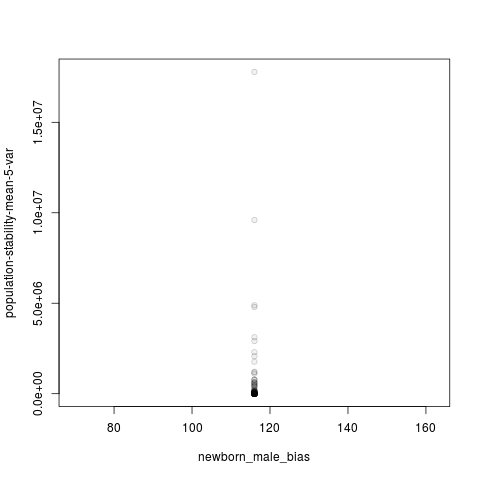 population-stability-mean-5-var
1.5e+07
1.0e+07
5.0e+06
0.0e+00
80 100 120 140 160
newborn_male_bias